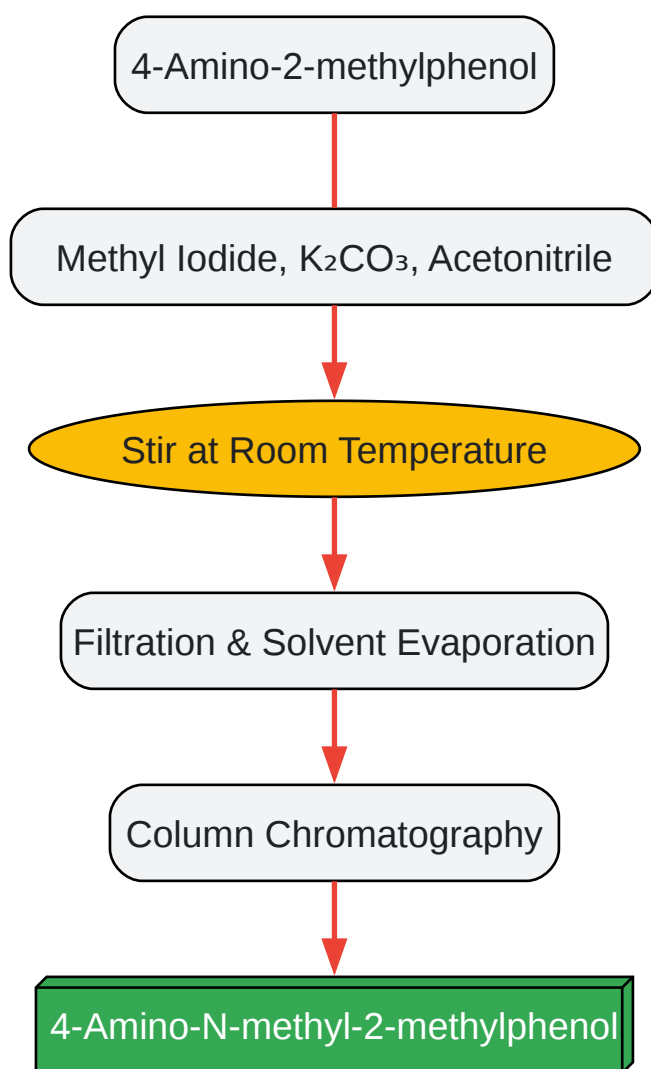 4-Amino-2-methylphenol
Methyl Iodide, K₂CO₃, Acetonitrile
Stir at Room Temperature
Filtration & Solvent Evaporation
Column Chromatography
4-Amino-N-methyl-2-methylphenol